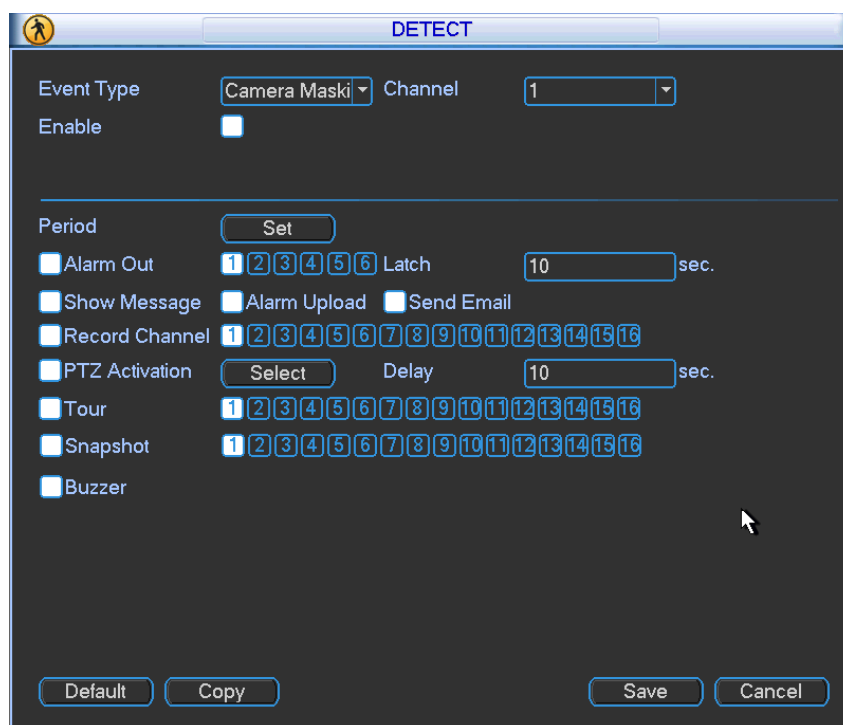 DETECT
Event Type Camera Maski Channel 1
Enable
Period Set
Alarm Out 1 2 3 4 5 6 Latch 10 sec.
Show Message Alarm Upload Send Email
Record Channel 1 2 3 4 5 6 7 8 9 10 11 12 13 14 15 16
PTZ Activation Select Delay 10 sec.
Tour 1 2 3 4 5 6 7 8 9 10 11 12 13 14 15 16
Snapshot 1 2 3 4 5 6 7 8 9 10 11 12 13 14 15 16
Buzzer
Default Copy Save Cancel